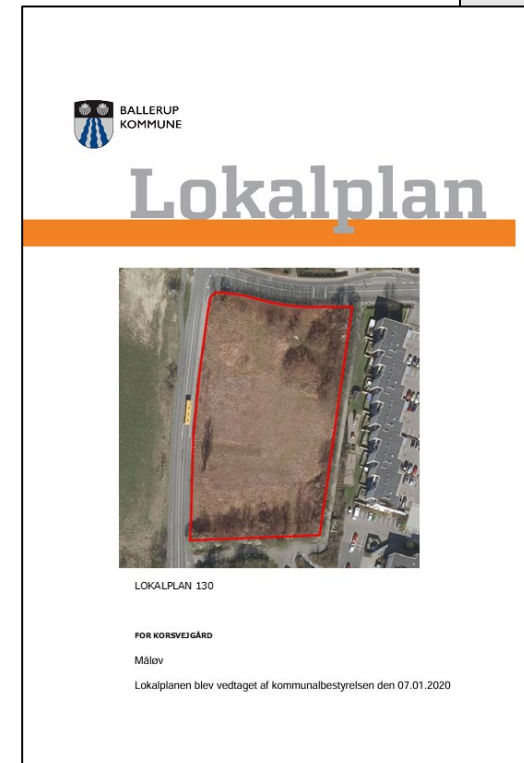 BALLERUP
KOMMUNE
Lokalplan
LOKALPLAN 130
FOR KORSVEJGÅRD
Måløv
Lokalplanen blev vedtaget af kommunalbestyrelsen den 07.01.2020